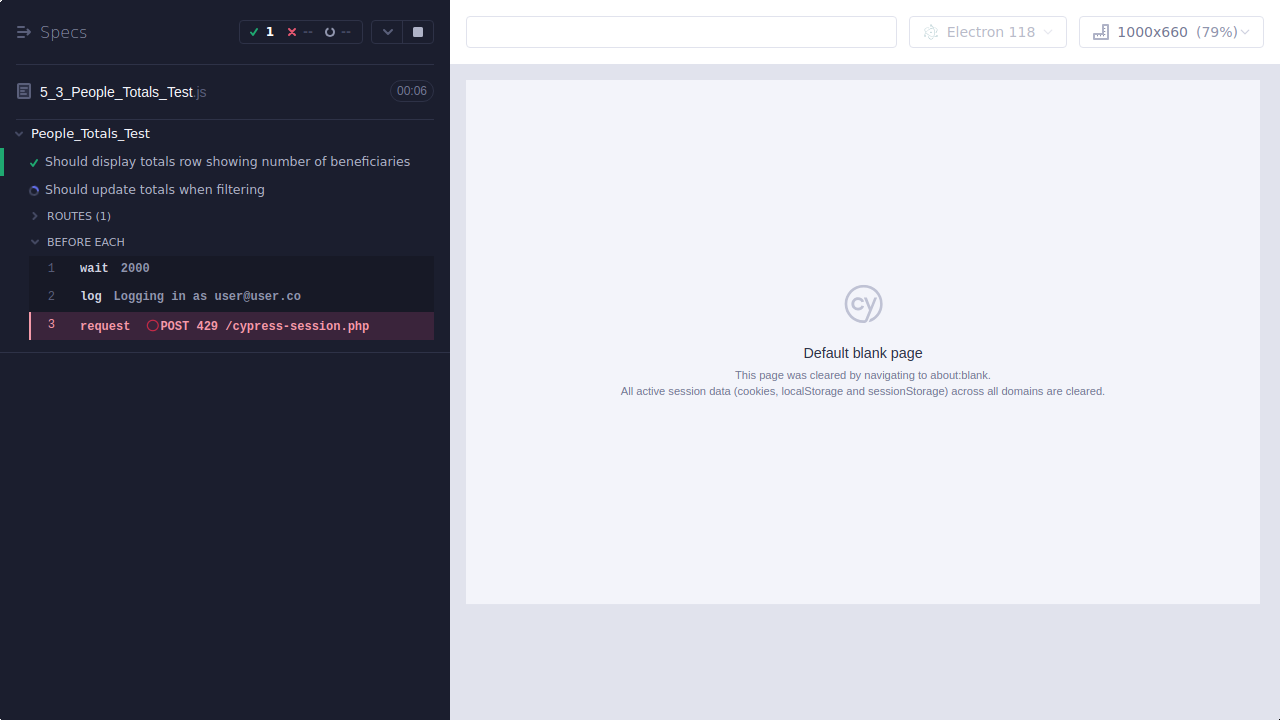 Specs
1
--
--
5_3_People_Totals_Test.js
00:06
People_Totals_Test
Should display totals row showing number of beneficiaries
Should update totals when filtering
ROUTES (1)
BEFORE EACH
1 wait 2000
2 log Logging in as user@user.co
3 request POST 429 /cypress-session.php
Electron 118
1000x660 (79%)
cy
Default blank page
This page was cleared by navigating to about:blank.
All active session data (cookies, localStorage and sessionStorage) across all domains are cleared.